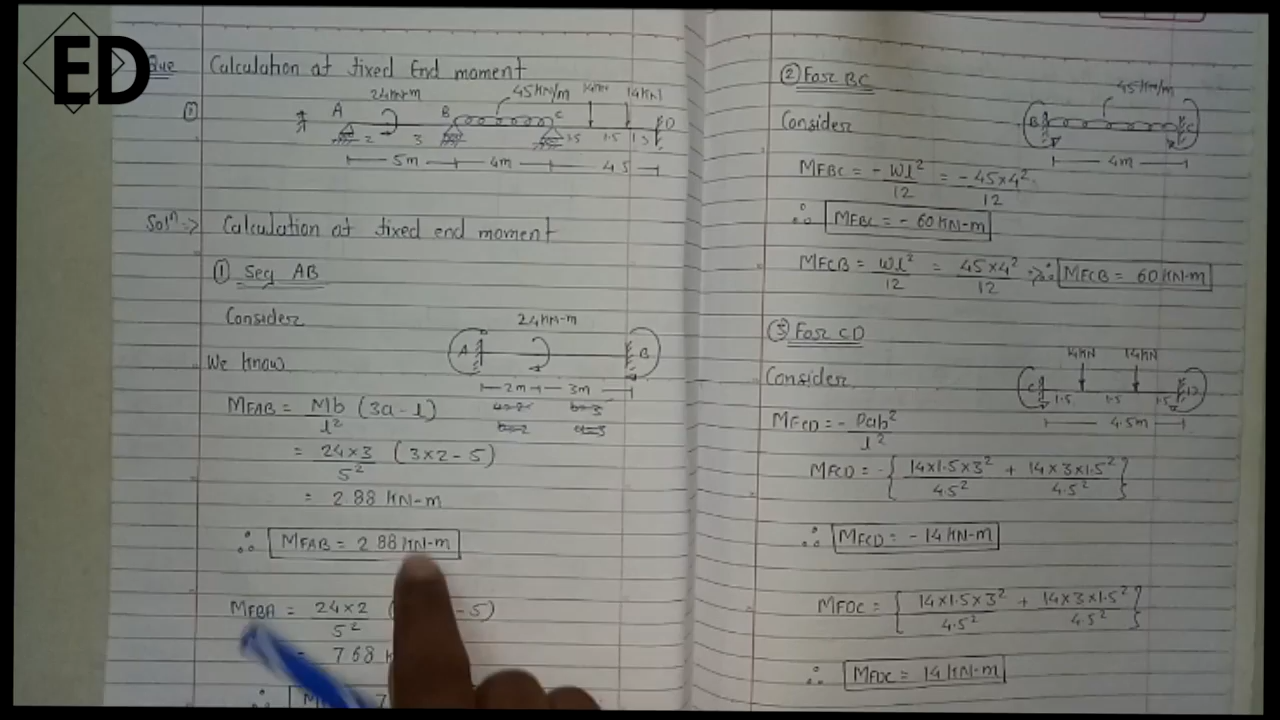 ED
Que Calculation of fixed End moment
① 24KN-m 45KN/m 14KN 14KN
A B C D
2 3 1.5 1.5 1.5
5m 4m 4.5
Solⁿ => Calculation of fixed end moment
① Seg AB
Consider
24KN-m
A B
We know
2m 3m
MFAB = Mb/l² (3a - l)
= 24×3/5² (3×2 - 5)
= 2.88 KN-m
∴ MFAB = 2.88 KN-m
MFBA = 24×2/5² ( - 5)
= 7.68
∴ M 7
② For BC
45KN/m
Consider
B C
4m
MFBC = - Wl²/12 = - 45×4²/12
∴ MFBC = - 60 KN-m
MFCB = Wl²/12 = 45×4²/12 => ∴ MFCB = 60 KN-m
③ For CD
14KN 14KN
Consider
C D
1.5 1.5 1.5
4.5m
MFCD = - Pab²/l²
MFCD = - { 14×1.5×3²/4.5² + 14×3×1.5²/4.5² }
∴ MFCD = - 14 KN-m
MFDC = { 14×1.5×3²/4.5² + 14×3×1.5²/4.5² }
∴ MFDC = 14 KN-m